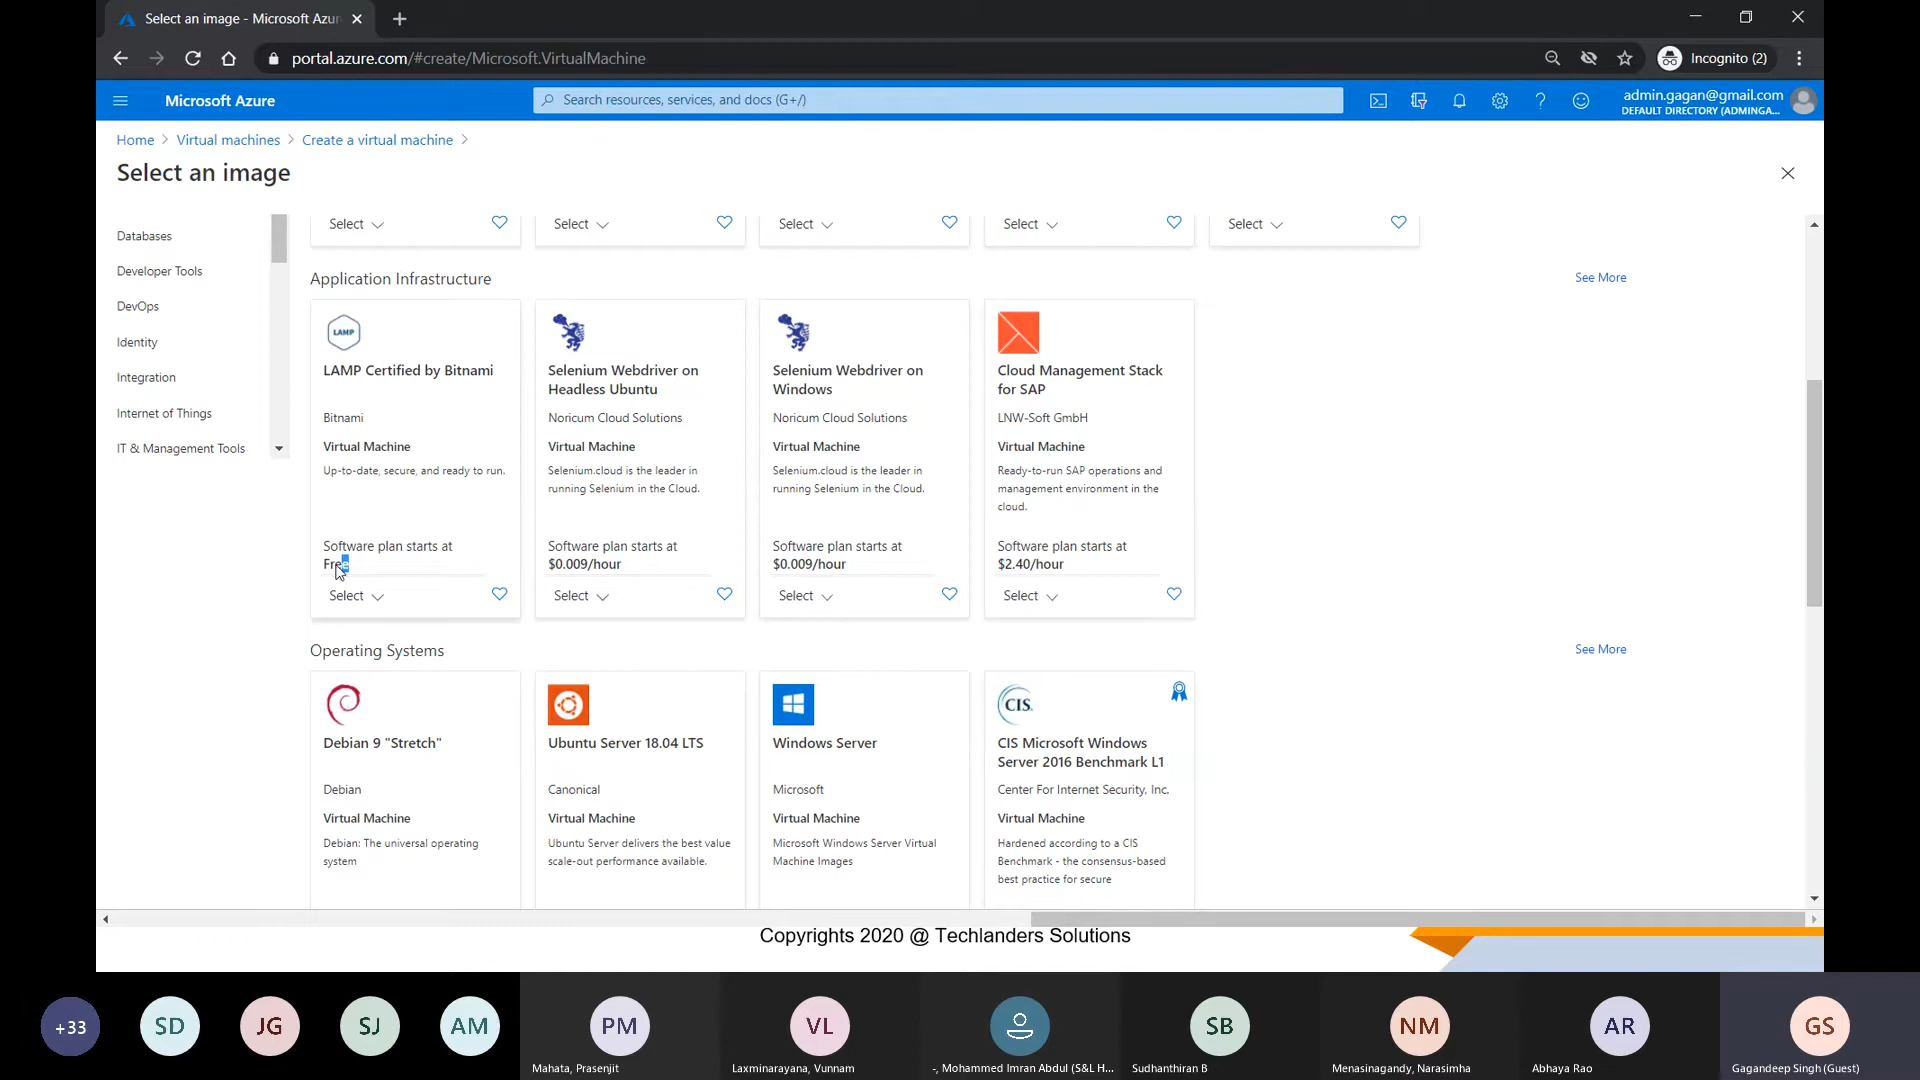 Select an image - Microsoft Azur
portal.azure.com/#create/Microsoft.VirtualMachine
Incognito (2)
Microsoft Azure
Search resources, services, and docs (G+/)
admin.gagan@gmail.com
DEFAULT DIRECTORY (ADMINGA...
Home > Virtual machines > Create a virtual machine >
Select an image
Databases
Developer Tools
DevOps
Identity
Integration
Internet of Things
IT & Management Tools
Select
Select
Select
Select
Select
Application Infrastructure
See More
LAMP
LAMP Certified by Bitnami
Bitnami
Virtual Machine
Up-to-date, secure, and ready to run.
Software plan starts at
Free
Select
Selenium Webdriver on
Headless Ubuntu
Noricum Cloud Solutions
Virtual Machine
Selenium.cloud is the leader in
running Selenium in the Cloud.
Software plan starts at
$0.009/hour
Select
Selenium Webdriver on
Windows
Noricum Cloud Solutions
Virtual Machine
Selenium.cloud is the leader in
running Selenium in the Cloud.
Software plan starts at
$0.009/hour
Select
Cloud Management Stack
for SAP
LNW-Soft GmbH
Virtual Machine
Ready-to-run SAP operations and
management environment in the
cloud.
Software plan starts at
$2.40/hour
Select
Operating Systems
See More
Debian 9 "Stretch"
Debian
Virtual Machine
Debian: The universal operating
system
Ubuntu Server 18.04 LTS
Canonical
Virtual Machine
Ubuntu Server delivers the best value
scale-out performance available.
Windows Server
Microsoft
Virtual Machine
Microsoft Windows Server Virtual
Machine Images
CIS.
CIS Microsoft Windows
Server 2016 Benchmark L1
Center For Internet Security, Inc.
Virtual Machine
Hardened according to a CIS
Benchmark - the consensus-based
best practice for secure
Copyrights 2020 @ Techlanders Solutions
+33
SD
JG
SJ
AM
PM
Mahata, Prasenjit
VL
Laxminarayana, Vunnam
-, Mohammed Imran Abdul (S&L H...
SB
Sudhanthiran B
NM
Menasinagandy, Narasimha
AR
Abhaya Rao
GS
Gagandeep Singh (Guest)